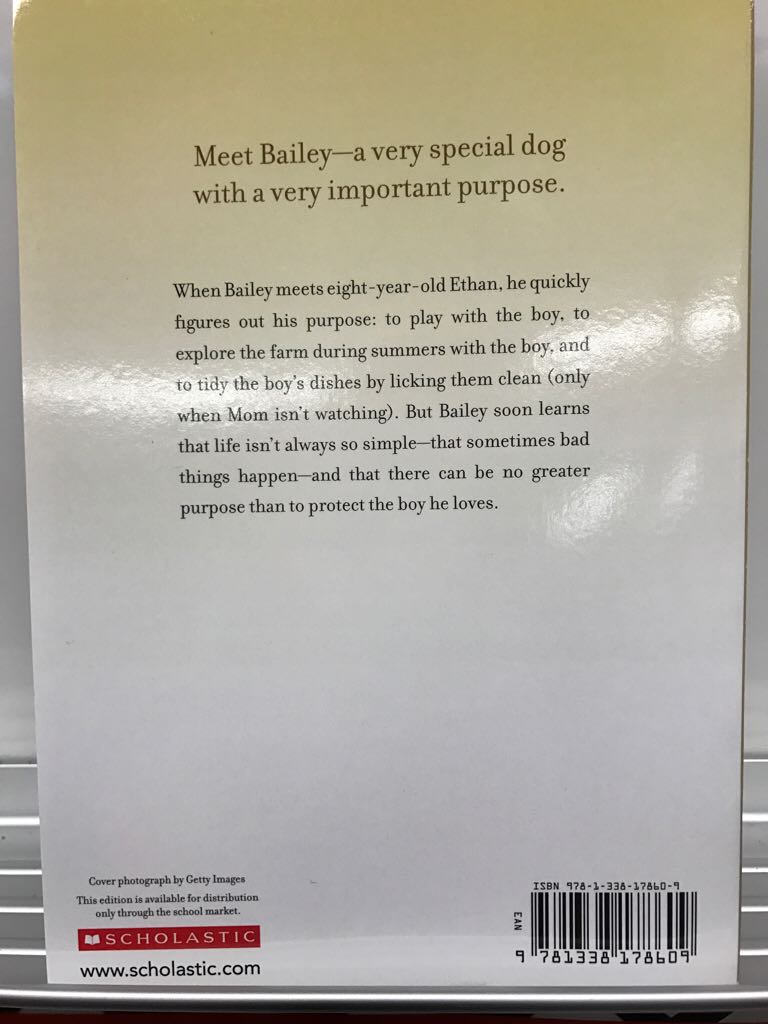 Meet Bailey—a very special dog
with a very important purpose.
When Bailey meets eight-year-old Ethan, he quickly
figures out his purpose: to play with the boy, to
explore the farm during summers with the boy, and
to tidy the boy's dishes by licking them clean (only
when Mom isn't watching). But Bailey soon learns
that life isn't always so simple—that sometimes bad
things happen—and that there can be no greater
purpose than to protect the boy he loves.
Cover photograph by Getty Images
This edition is available for distribution
only through the school market.
SCHOLASTIC
www.scholastic.com
ISBN 978-1-338-17860-9
EAN
9 781338 178609